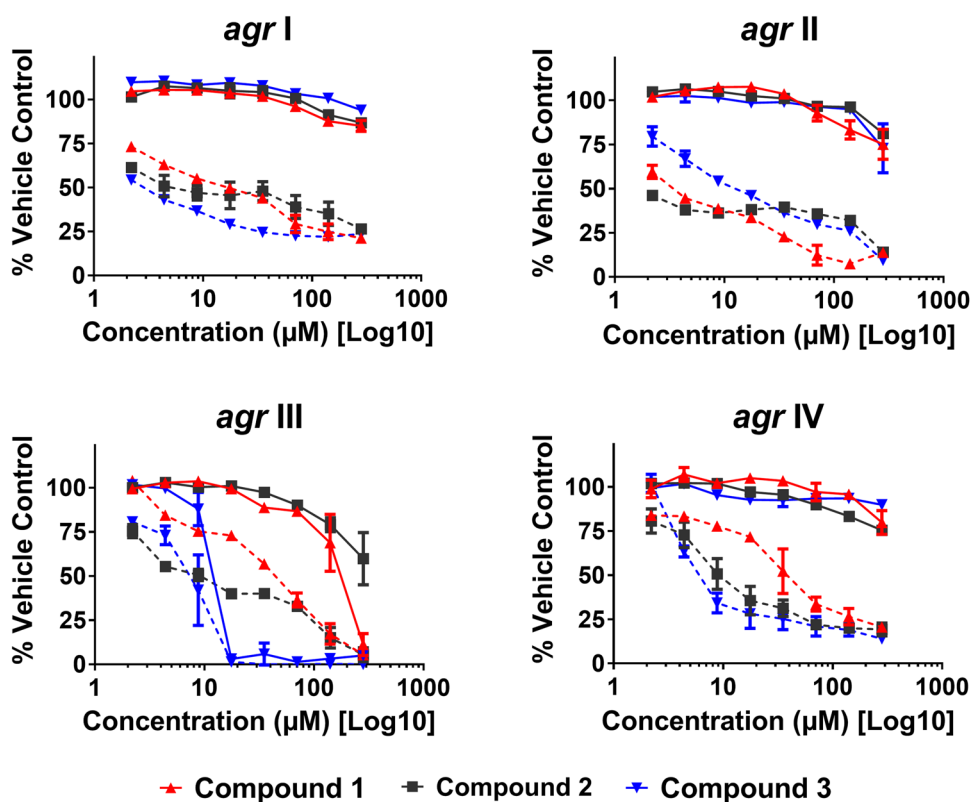 agr I
% Vehicle Control
100
75
50
25
0
1 10 100 1000
Concentration (µM) [Log10]
agr II
% Vehicle Control
100
75
50
25
0
1 10 100 1000
Concentration (µM) [Log10]
agr III
% Vehicle Control
100
75
50
25
0
1 10 100 1000
Concentration (µM) [Log10]
agr IV
% Vehicle Control
100
75
50
25
0
1 10 100 1000
Concentration (µM) [Log10]
Compound 1 Compound 2 Compound 3